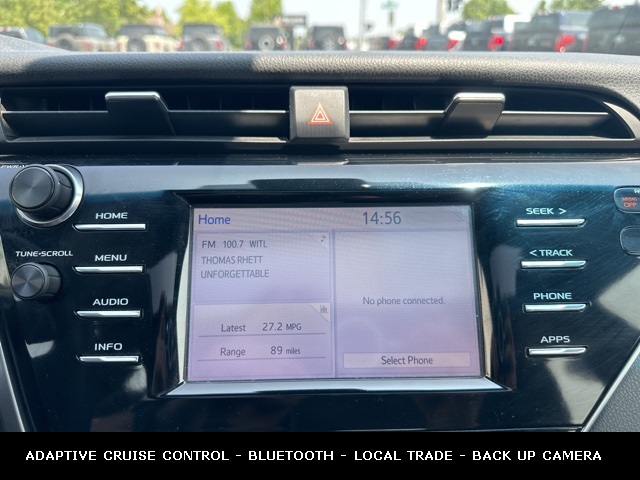 PWR
HOME
TUNE•SCROLL
MENU
AUDIO
INFO
Home
14:56
FM 100.7 WITL
THOMAS RHETT
UNFORGETTABLE
Latest 27.2 MPG
Range 89 miles
No phone connected.
Select Phone
SEEK >
< TRACK
PHONE
APPS
OFF
ADAPTIVE CRUISE CONTROL - BLUETOOTH - LOCAL TRADE - BACK UP CAMERA